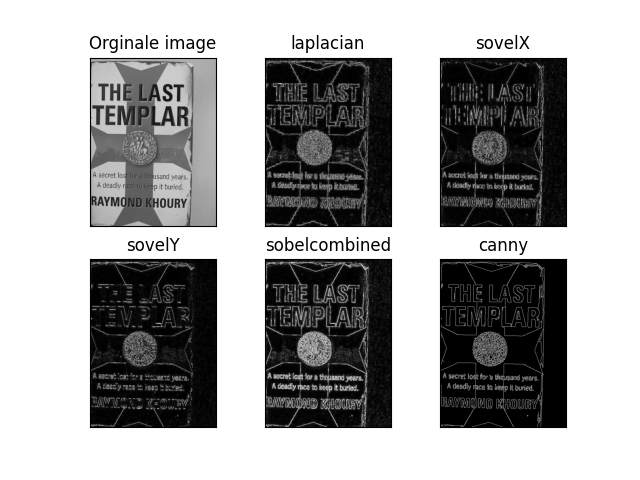 Orginale image
laplacian
sovelX
THE LAST
TEMPLAR
A secret lost for a thousand years.
A deadly race to keep it buried.
RAYMOND KHOURY
THE LAST
TEMPLAR
A secret lost for a thousand years.
A deadly race to keep it buried.
RAYMOND KHOURY
THE LAST
TEMPLAR
A secret lost for a thousand years.
A deadly race to keep it buried.
RAYMOND KHOURY
sovelY
sobelcombined
canny
THE LAST
TEMPLAR
A secret lost for a thousand years.
A deadly race to keep it buried.
RAYMOND KHOURY
THE LAST
TEMPLAR
A secret lost for a thousand years.
A deadly race to keep it buried.
RAYMOND KHOURY
THE LAST
TEMPLAR
A secret lost for a thousand years.
A deadly race to keep it buried.
RAYMOND KHOURY